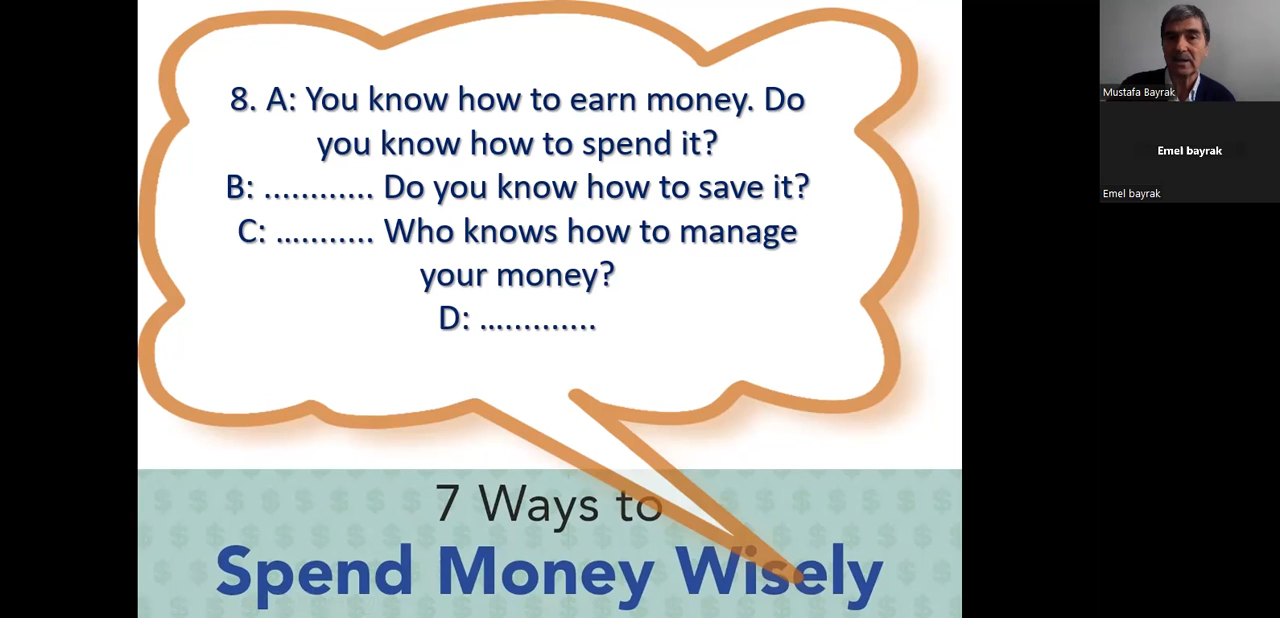 8. A: You know how to earn money. Do
you know how to spend it?
B: ............ Do you know how to save it?
C: ........... Who knows how to manage
your money?
D: .............
7 Ways to
Spend Money Wisely
Mustafa Bayrak
Emel bayrak
Emel bayrak